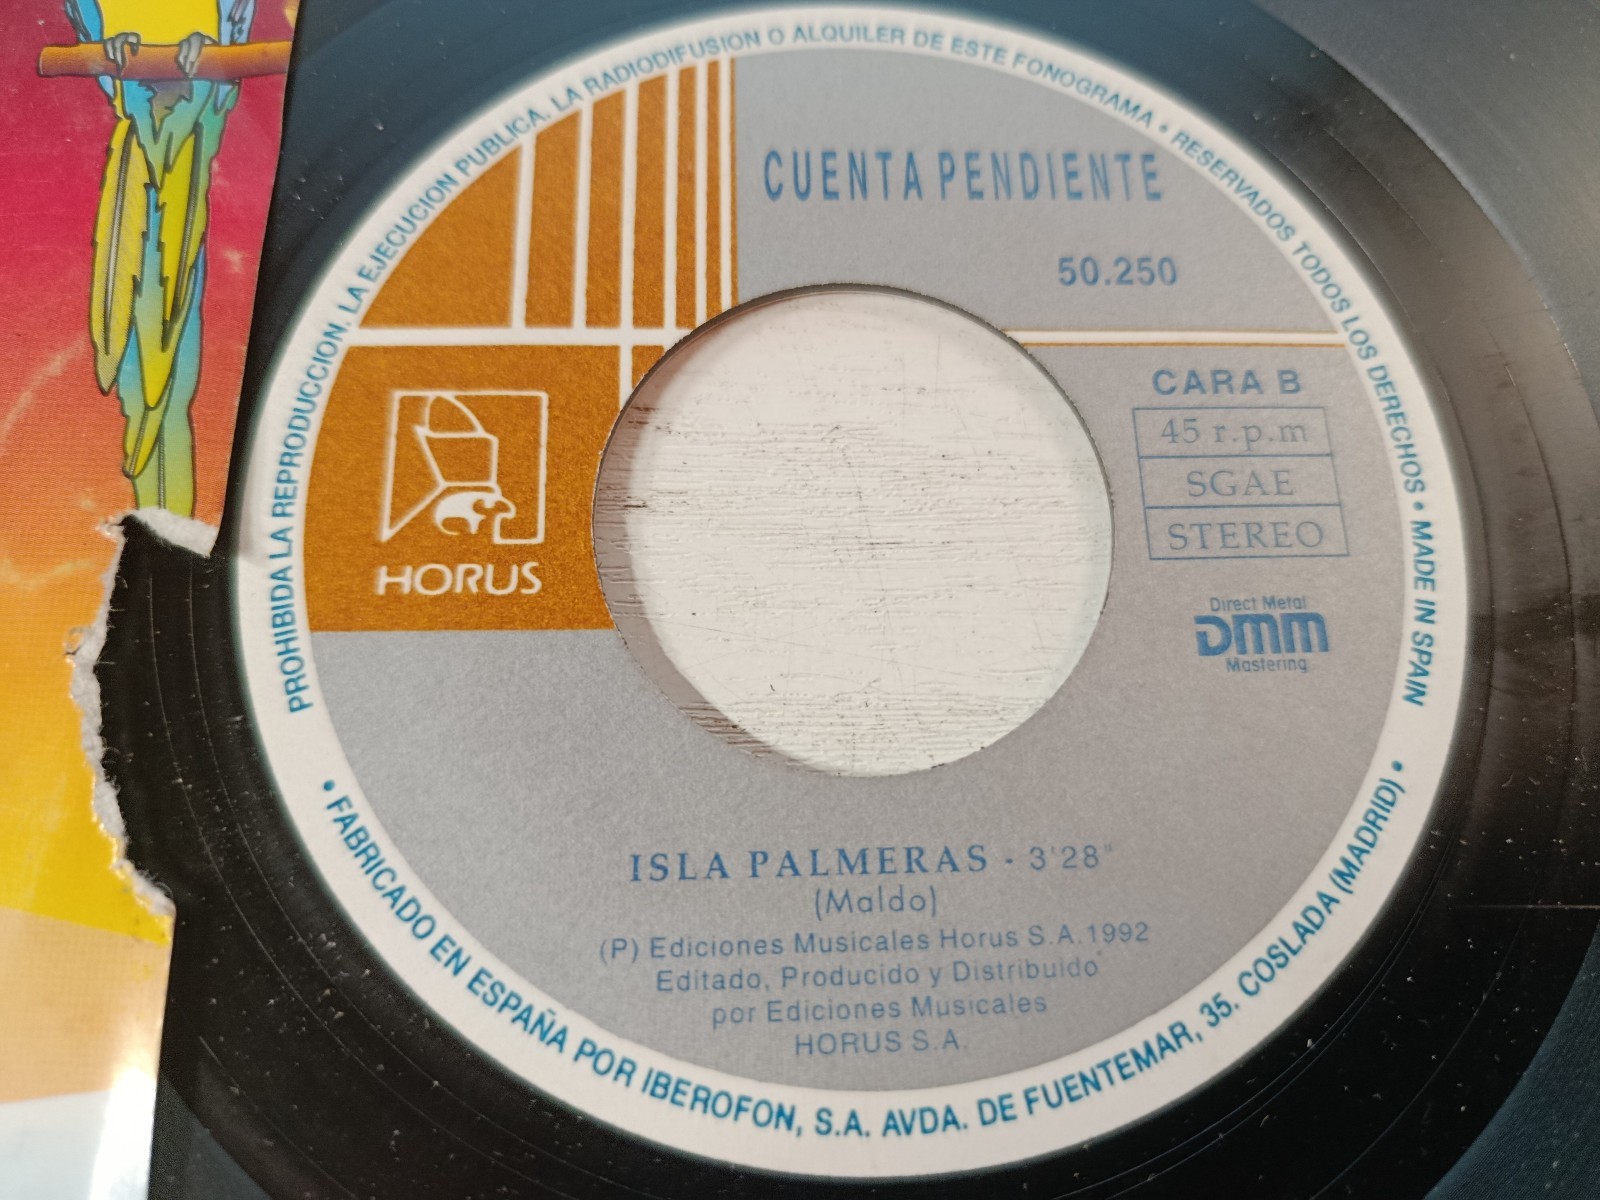 PROHIBIDA LA REPRODUCCION. LA EJECUCION PUBLICA. LA RADIODIFUSION O ALQUILER DE ESTE FONOGRAMA • RESERVADOS TODOS LOS DERECHOS • MADE IN SPAIN
CUENTA PENDIENTE
50.250
CARA B
45 r.p.m
SGAE
STEREO
HORUS
Direct Metal
DMM
Mastering
ISLA PALMERAS - 3'28"
(Maldo)
(P) Ediciones Musicales Horus S.A. 1992
Editado, Producido y Distribuido
por Ediciones Musicales
HORUS S.A.
• FABRICADO EN ESPAÑA POR IBEROFON, S.A. AVDA. DE FUENTEMAR, 35. COSLADA (MADRID) •